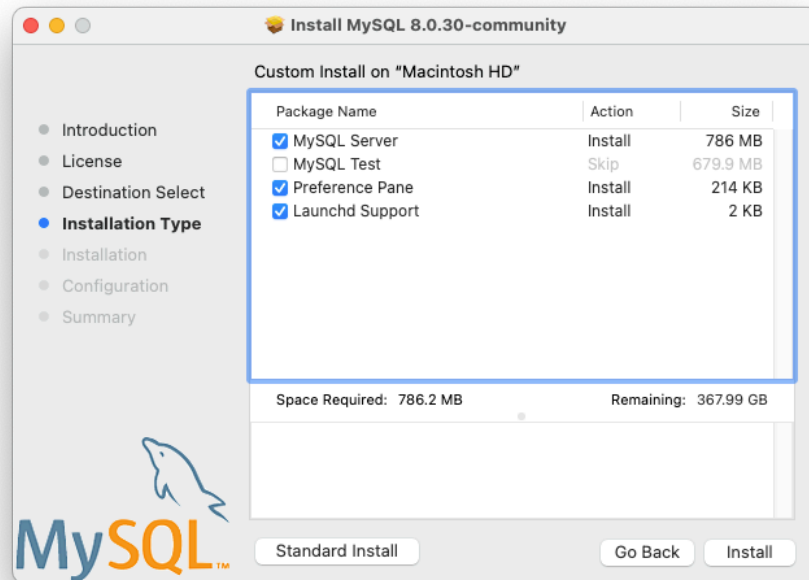 Install MySQL 8.0.30-community
Custom Install on “Macintosh HD”
Introduction
License
Destination Select
Installation Type
Installation
Configuration
Summary
Package Name Action Size
MySQL Server Install 786 MB
MySQL Test Skip 679.9 MB
Preference Pane Install 214 KB
Launchd Support Install 2 KB
Space Required: 786.2 MB Remaining: 367.99 GB
MySQL™
Standard Install Go Back Install